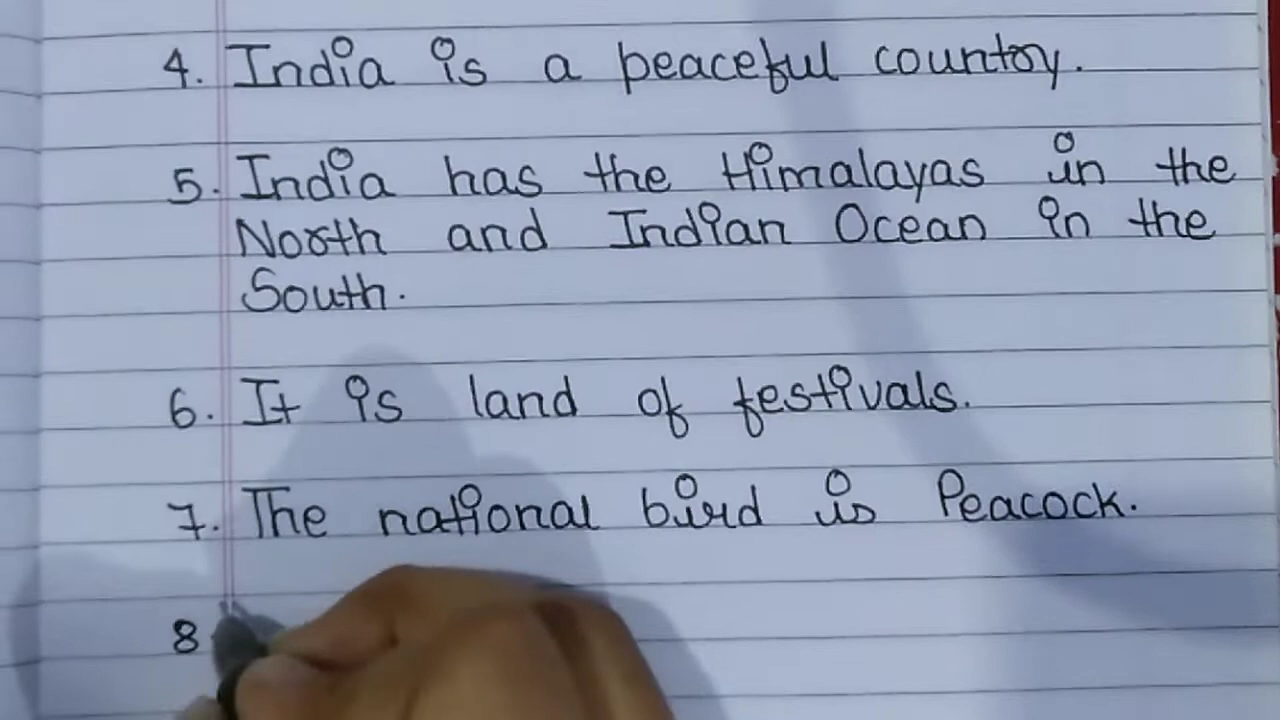 4. India is a peaceful country.
5. India has the Himalayas in the
North and Indian Ocean in the
South.
6. It is land of festivals.
7. The national bird is Peacock.
8